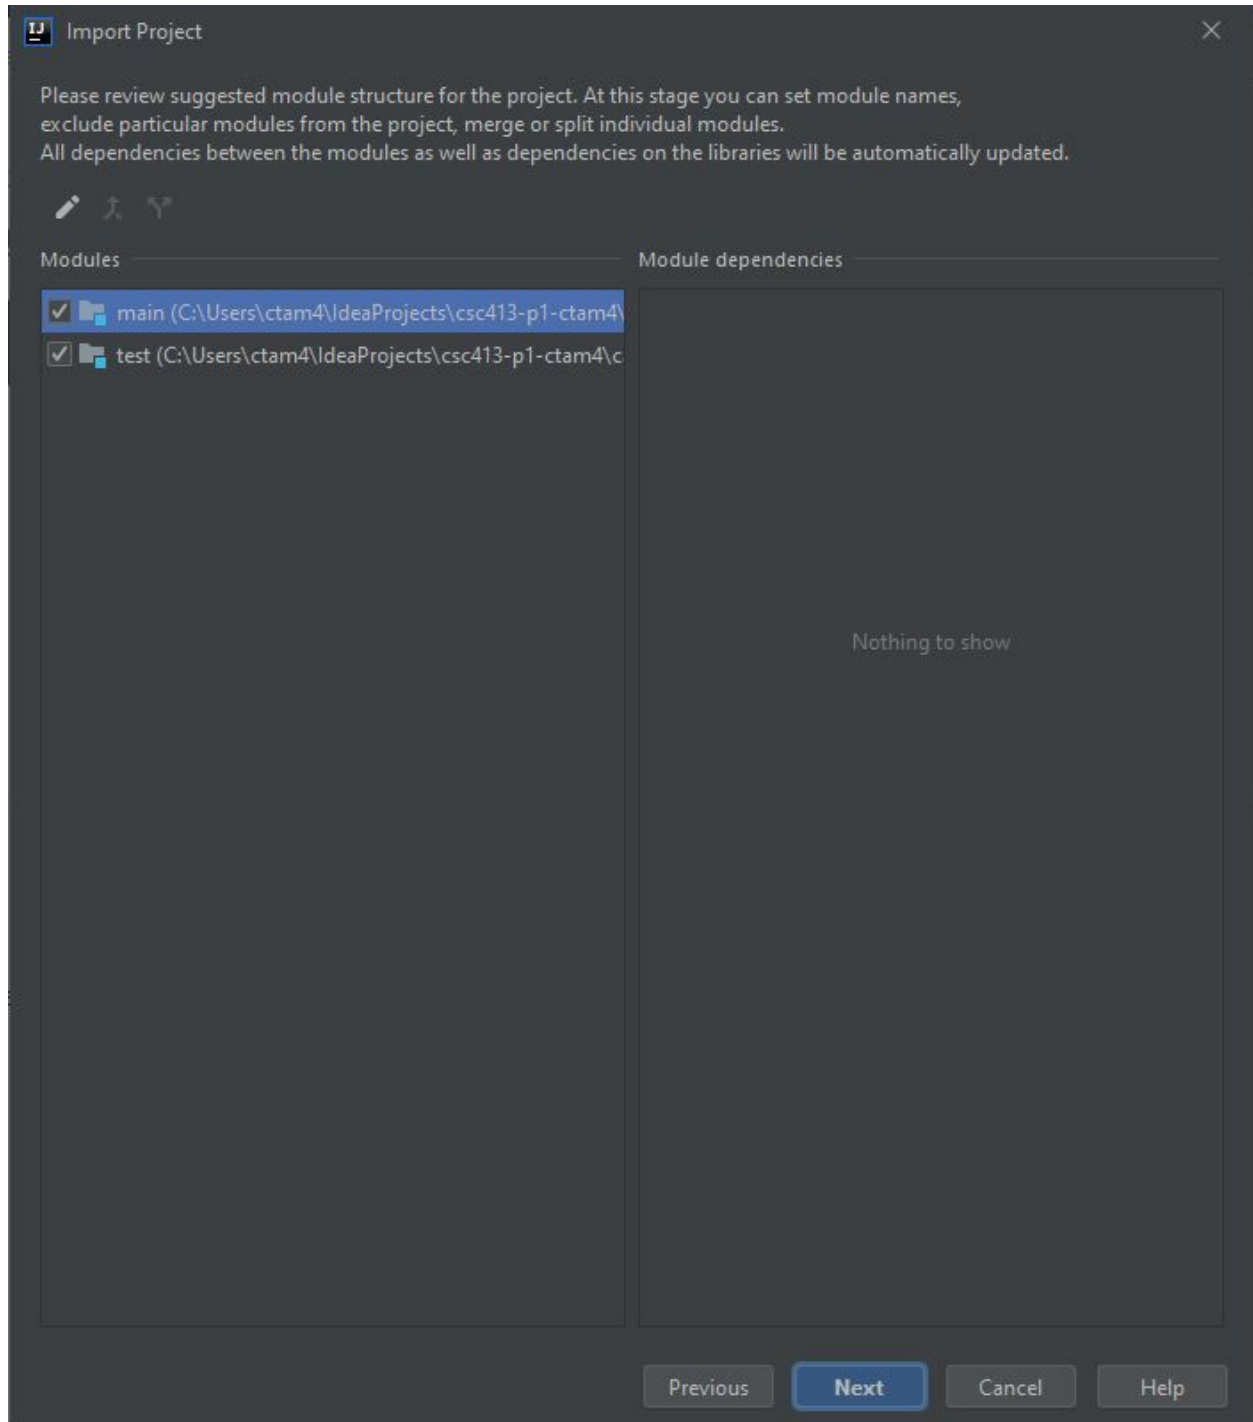 IJ
Import Project
Please review suggested module structure for the project. At this stage you can set module names,
exclude particular modules from the project, merge or split individual modules.
All dependencies between the modules as well as dependencies on the libraries will be automatically updated.
Modules
Module dependencies
main (C:\Users\ctam4\IdeaProjects\csc413-p1-ctam4\
test (C:\Users\ctam4\IdeaProjects\csc413-p1-ctam4\c
Nothing to show
Previous
Next
Cancel
Help